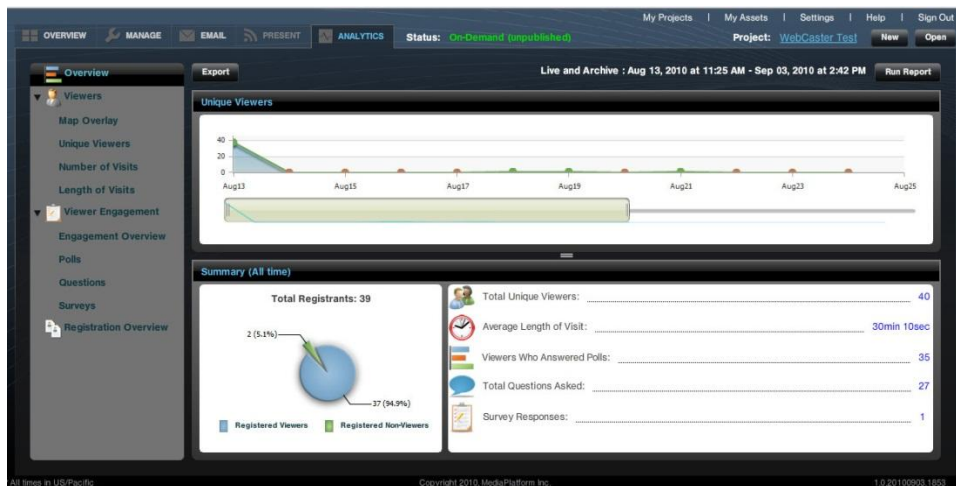 My Projects | My Assets | Settings | Help | Sign Out
OVERVIEW MANAGE EMAIL PRESENT ANALYTICS Status: On-Demand (unpublished) Project: WebCaster Test New Open
Overview
Viewers
Map Overlay
Unique Viewers
Number of Visits
Length of Visits
Viewer Engagement
Engagement Overview
Polls
Questions
Surveys
Registration Overview
Export Live and Archive : Aug 13, 2010 at 11:25 AM - Sep 03, 2010 at 2:42 PM Run Report
Unique Viewers
40
20
0
Aug13 Aug15 Aug17 Aug19 Aug21 Aug23 Aug25
Summary (All time)
Total Registrants: 39
2 (5.1%)
37 (94.9%)
Registered Viewers Registered Non-Viewers
Total Unique Viewers: 40
Average Length of Visit: 30min 10sec
Viewers Who Answered Polls: 35
Total Questions Asked: 27
Survey Responses: 1
All times in US/Pacific Copyright 2010, MediaPlatform Inc. 1.0.20100903.1853